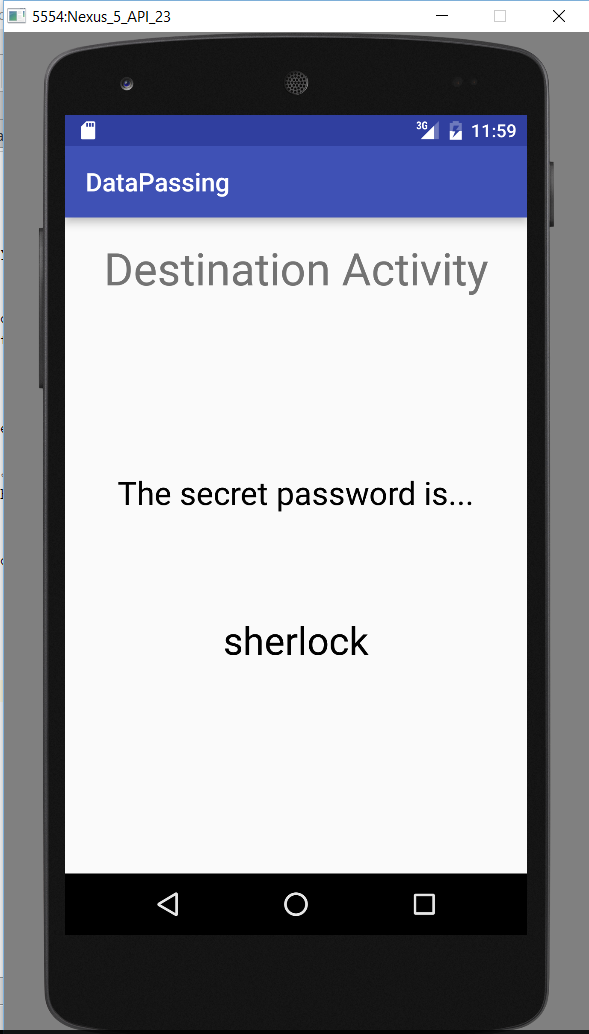 5554:Nexus_5_API_23
3G 11:59
DataPassing
Destination Activity
The secret password is...
sherlock